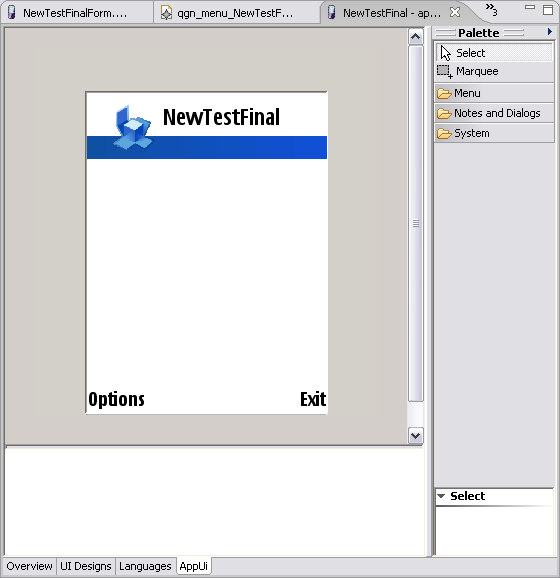 NewTestFinalForm....
qgn_menu_NewTestF...
NewTestFinal - ap...
3
Palette
Select
Marquee
Menu
Notes and Dialogs
System
NewTestFinal
Options
Exit
Select
Overview
UI Designs
Languages
AppUi